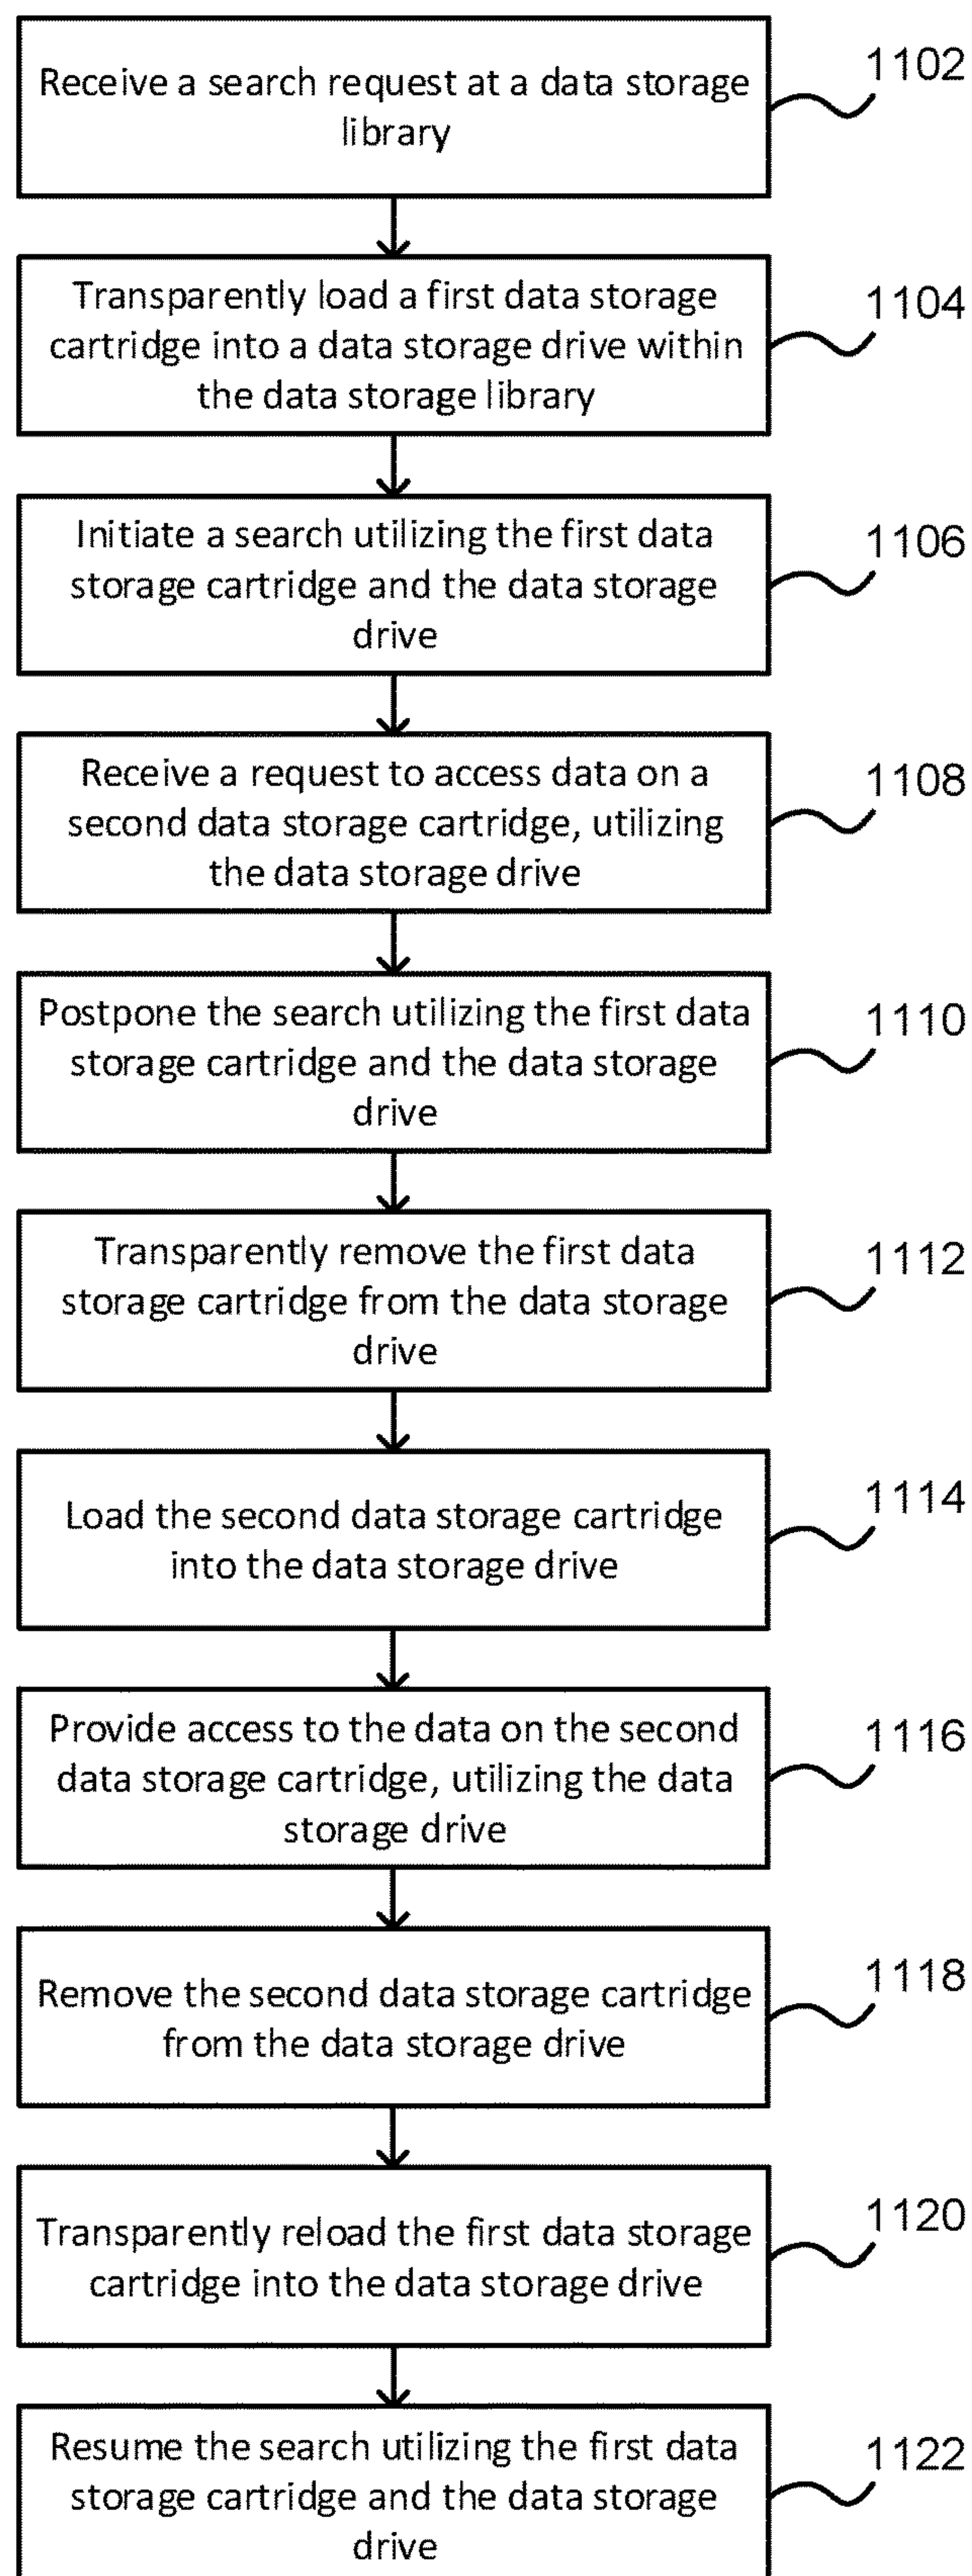 Receive a search request at a data storage
library
1102
Transparently load a first data storage
cartridge into a data storage drive within
the data storage library
1104
Initiate a search utilizing the first data
storage cartridge and the data storage
drive
1106
Receive a request to access data on a
second data storage cartridge, utilizing
the data storage drive
1108
Postpone the search utilizing the first data
storage cartridge and the data storage
drive
1110
Transparently remove the first data
storage cartridge from the data storage
drive
1112
Load the second data storage cartridge
into the data storage drive
1114
Provide access to the data on the second
data storage cartridge, utilizing the data
storage drive
1116
Remove the second data storage cartridge
from the data storage drive
1118
Transparently reload the first data storage
cartridge into the data storage drive
1120
Resume the search utilizing the first data
storage cartridge and the data storage
drive
1122